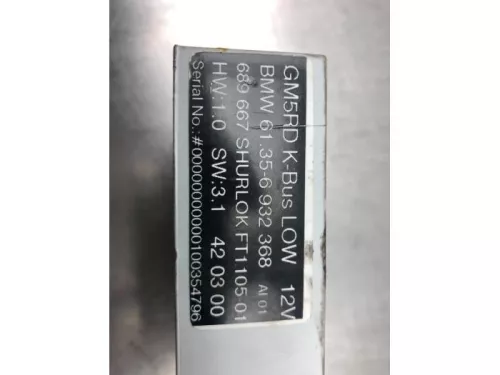 GM5RD K-Bus LOW 12V
BMW 61.35-6 932 368 AI 01
689 667 SHURLOK FT1105-01
HW:1.0 SW:3.1 42 03 00
Serial No.:#0000000000100354796